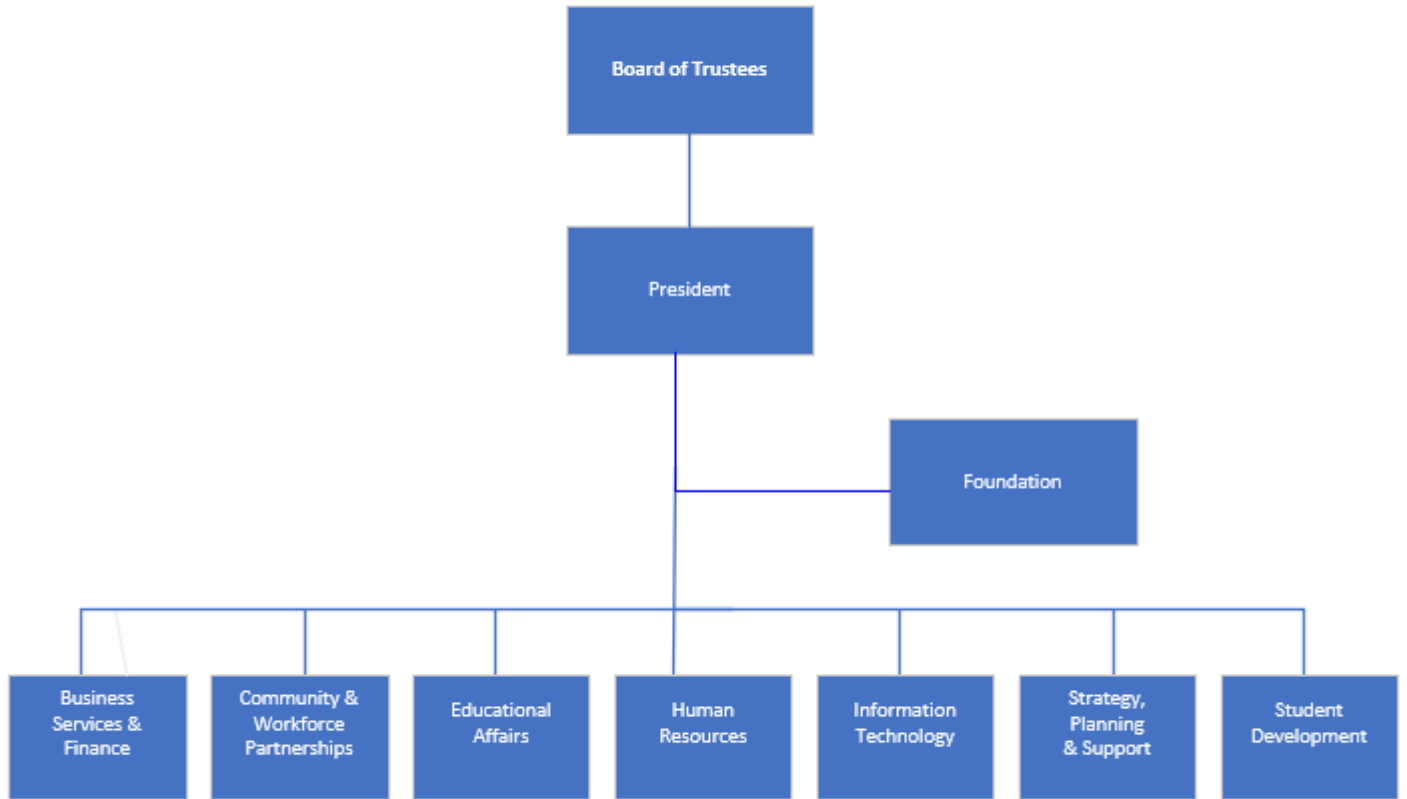 Board of Trustees
President
Foundation
Business
Services &
Finance
Community &
Workforce
Partnerships
Educational
Affairs
Human
Resources
Information
Technology
Strategy,
Planning
& Support
Student
Development